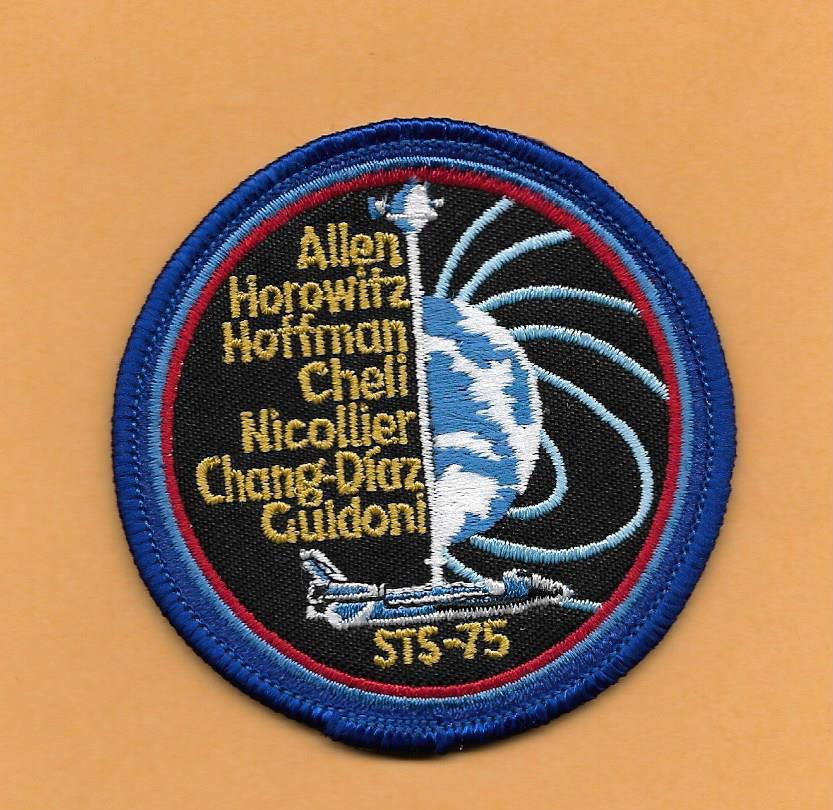 Allen
Horowitz
Hoffman
Cheli
Nicollier
Chang-Díaz
Guidoni
STS-75